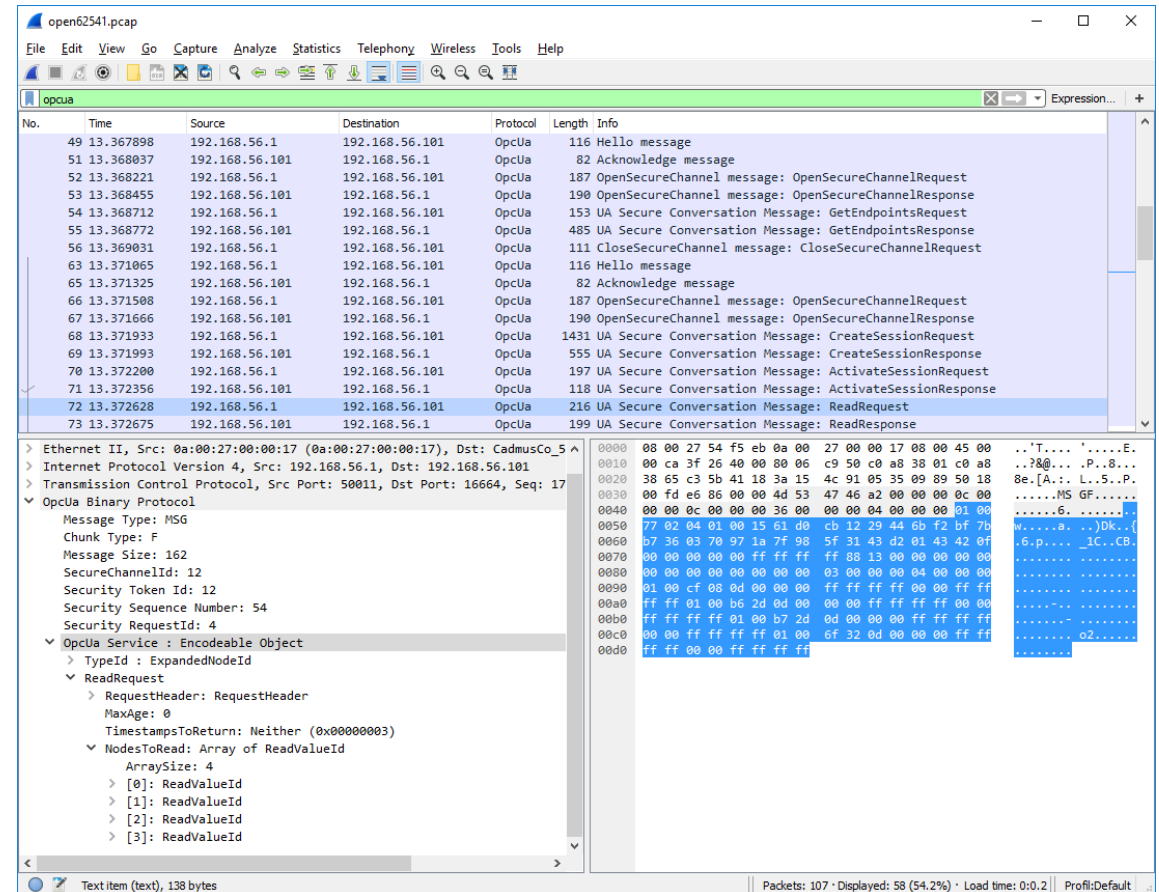 open62541.pcap
File Edit View Go Capture Analyze Statistics Telephony Wireless Tools Help
opcua
Expression... +
No. Time Source Destination Protocol Length Info
49 13.367898 192.168.56.1 192.168.56.101 OpcUa 116 Hello message
51 13.368037 192.168.56.101 192.168.56.1 OpcUa 82 Acknowledge message
52 13.368221 192.168.56.1 192.168.56.101 OpcUa 187 OpenSecureChannel message: OpenSecureChannelRequest
53 13.368455 192.168.56.101 192.168.56.1 OpcUa 190 OpenSecureChannel message: OpenSecureChannelResponse
54 13.368712 192.168.56.1 192.168.56.101 OpcUa 153 UA Secure Conversation Message: GetEndpointsRequest
55 13.368772 192.168.56.101 192.168.56.1 OpcUa 485 UA Secure Conversation Message: GetEndpointsResponse
56 13.369031 192.168.56.1 192.168.56.101 OpcUa 111 CloseSecureChannel message: CloseSecureChannelRequest
63 13.371065 192.168.56.1 192.168.56.101 OpcUa 116 Hello message
65 13.371325 192.168.56.101 192.168.56.1 OpcUa 82 Acknowledge message
66 13.371508 192.168.56.1 192.168.56.101 OpcUa 187 OpenSecureChannel message: OpenSecureChannelRequest
67 13.371666 192.168.56.101 192.168.56.1 OpcUa 190 OpenSecureChannel message: OpenSecureChannelResponse
68 13.371933 192.168.56.1 192.168.56.101 OpcUa 1431 UA Secure Conversation Message: CreateSessionRequest
69 13.371993 192.168.56.101 192.168.56.1 OpcUa 555 UA Secure Conversation Message: CreateSessionResponse
70 13.372200 192.168.56.1 192.168.56.101 OpcUa 197 UA Secure Conversation Message: ActivateSessionRequest
71 13.372356 192.168.56.101 192.168.56.1 OpcUa 118 UA Secure Conversation Message: ActivateSessionResponse
72 13.372628 192.168.56.1 192.168.56.101 OpcUa 216 UA Secure Conversation Message: ReadRequest
73 13.372675 192.168.56.101 192.168.56.1 OpcUa 199 UA Secure Conversation Message: ReadResponse
Ethernet II, Src: 0a:00:27:00:00:17 (0a:00:27:00:00:17), Dst: CadmusCo_5
Internet Protocol Version 4, Src: 192.168.56.1, Dst: 192.168.56.101
Transmission Control Protocol, Src Port: 50011, Dst Port: 16664, Seq: 17
OpcUa Binary Protocol
Message Type: MSG
Chunk Type: F
Message Size: 162
SecureChannelId: 12
Security Token Id: 12
Security Sequence Number: 54
Security RequestId: 4
OpcUa Service : Encodeable Object
TypeId : ExpandedNodeId
ReadRequest
RequestHeader: RequestHeader
MaxAge: 0
TimestampsToReturn: Neither (0x00000003)
NodesToRead: Array of ReadValueId
ArraySize: 4
[0]: ReadValueId
[1]: ReadValueId
[2]: ReadValueId
[3]: ReadValueId
0000 08 00 27 54 f5 eb 0a 00 27 00 00 17 08 00 45 00 ..'T.... '.....E.
0010 00 ca 3f 26 40 00 80 06 c9 50 c0 a8 38 01 c0 a8 ..?&@... .P..8...
0020 38 65 c3 5b 41 18 3a 15 4c 91 05 35 09 89 50 18 8e.[A.:. L..5..P.
0030 00 fd e6 86 00 00 4d 53 47 46 a2 00 00 00 0c 00 ......MS GF......
0040 00 00 0c 00 00 00 36 00 00 00 04 00 00 00 01 00 ......6. ........
0050 77 02 04 01 00 15 61 d0 cb 12 29 44 6b f2 bf 7b w.....a. ..)Dk..{
0060 b7 36 03 70 97 1a 7f 98 5f 31 43 d2 01 43 42 0f .6.p.... _1C..CB.
0070 00 00 00 00 00 ff ff ff ff 88 13 00 00 00 00 00 ........ ........
0080 00 00 00 00 00 00 00 00 03 00 00 00 04 00 00 00 ........ ........
0090 01 00 cf 08 0d 00 00 00 ff ff ff ff 00 00 ff ff ........ ........
00a0 ff ff 01 00 b6 2d 0d 00 00 00 ff ff ff ff 00 00 .....-.. ........
00b0 ff ff ff ff 01 00 b7 2d 0d 00 00 00 ff ff ff ff .......- ........
00c0 00 00 ff ff ff ff 01 00 6f 32 0d 00 00 00 ff ff ........ o2......
00d0 ff ff 00 00 ff ff ff ff ........
Text item (text), 138 bytes
Packets: 107 · Displayed: 58 (54.2%) · Load time: 0:0.2
Profil:Default